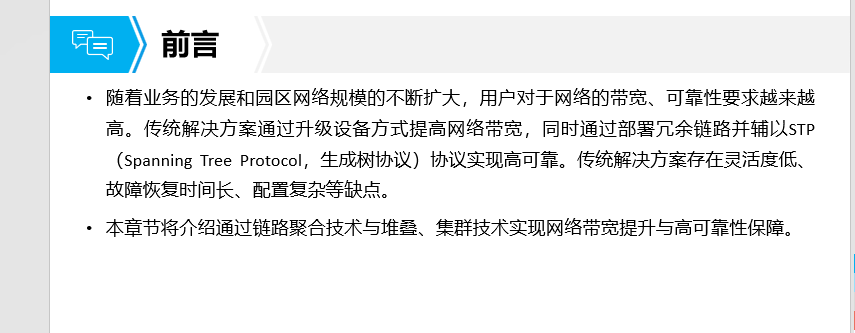 前言
• 随着业务的发展和园区网络规模的不断扩大，用户对于网络的带宽、可靠性要求越来越
高。传统解决方案通过升级设备方式提高网络带宽，同时通过部署冗余链路并辅以STP
（Spanning Tree Protocol，生成树协议）协议实现高可靠。传统解决方案存在灵活度低、
故障恢复时间长、配置复杂等缺点。
• 本章节将介绍通过链路聚合技术与堆叠、集群技术实现网络带宽提升与高可靠性保障。